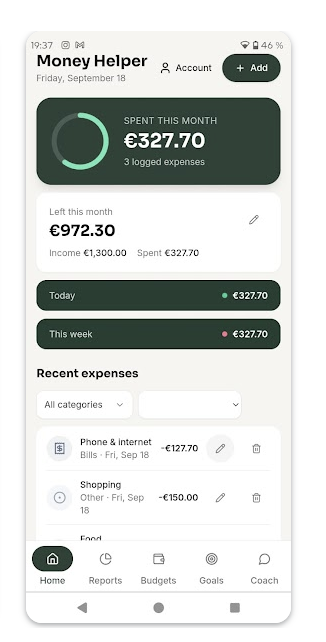 19:37 46 %
Money Helper
Friday, September 18
Account
+ Add
SPENT THIS MONTH
€327.70
3 logged expenses
Left this month
€972.30
Income €1,300.00 Spent €327.70
Today €327.70
This week €327.70
Recent expenses
All categories
Phone & internet
Bills · Fri, Sep 18
-€127.70
Shopping
Other · Fri, Sep
18
-€150.00
Food
Home Reports Budgets Goals Coach